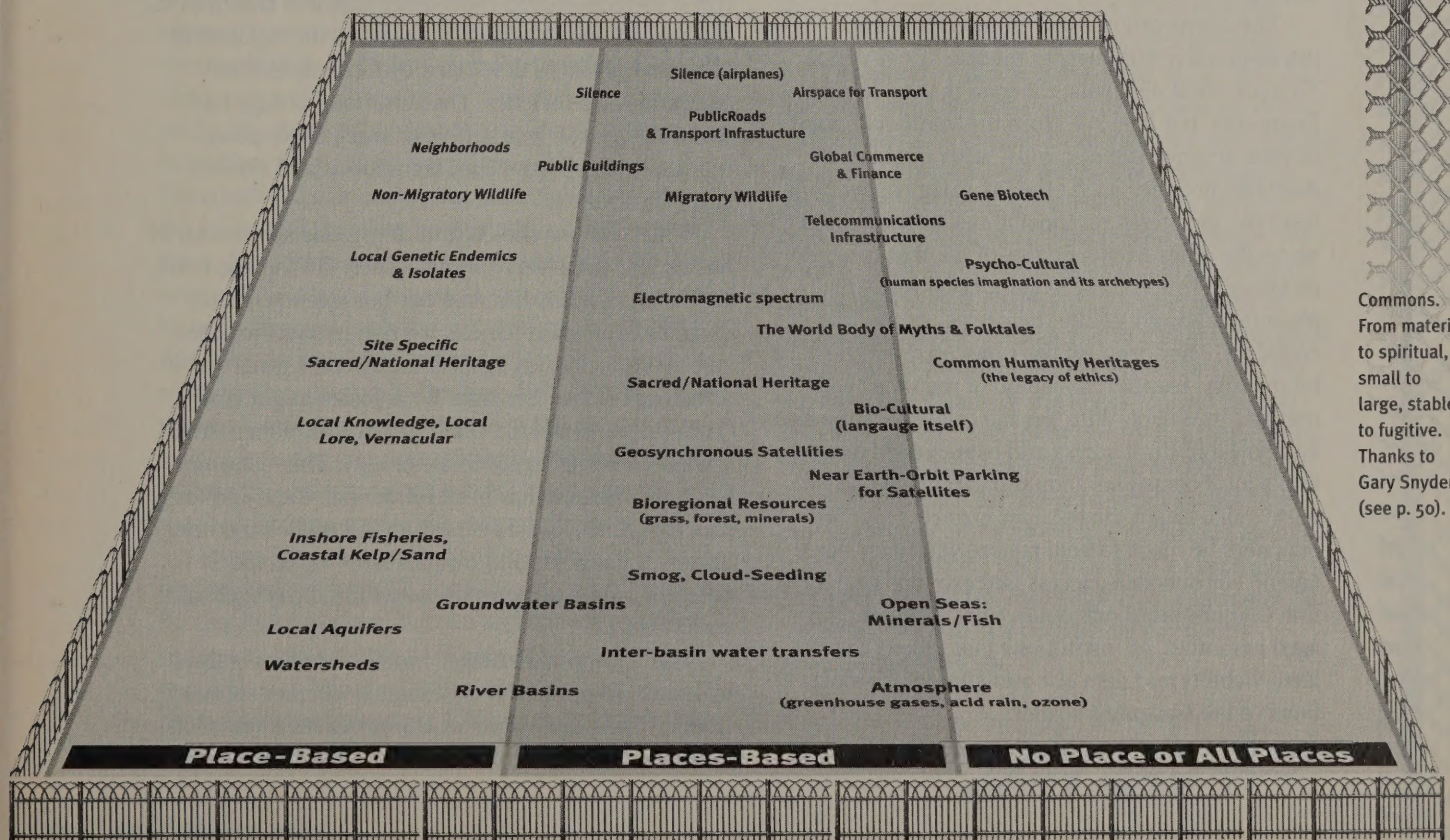 Silence (airplanes)
Silence
Airspace for Transport
PublicRoads
& Transport Infrastucture
Neighborhoods
Public Buildings
Global Commerce
& Finance
Non-Migratory Wildlife
Migratory Wildlife
Gene Biotech
Telecommunications
Infrastructure
Local Genetic Endemics
& Isolates
Psycho-Cultural
(human species imagination and its archetypes)
Electromagnetic spectrum
The World Body of Myths & Folktales
Site Specific
Sacred/National Heritage
Common Humanity Heritages
(the legacy of ethics)
Sacred/National Heritage
Bio-Cultural
(langauge itself)
Local Knowledge, Local
Lore, Vernacular
Geosynchronous Satellities
Near Earth-Orbit Parking
for Satellites
Bioregional Resources
(grass, forest, minerals)
Inshore Fisheries,
Coastal Kelp/Sand
Smog, Cloud-Seeding
Groundwater Basins
Open Seas:
Minerals/Fish
Local Aquifers
Inter-basin water transfers
Watersheds
River Basins
Atmosphere
(greenhouse gases, acid rain, ozone)
Place-Based
Places-Based
No Place or All Places
Commons.
From materi
to spiritual,
small to
large, stable
to fugitive.
Thanks to
Gary Snyder
(see p. 50).